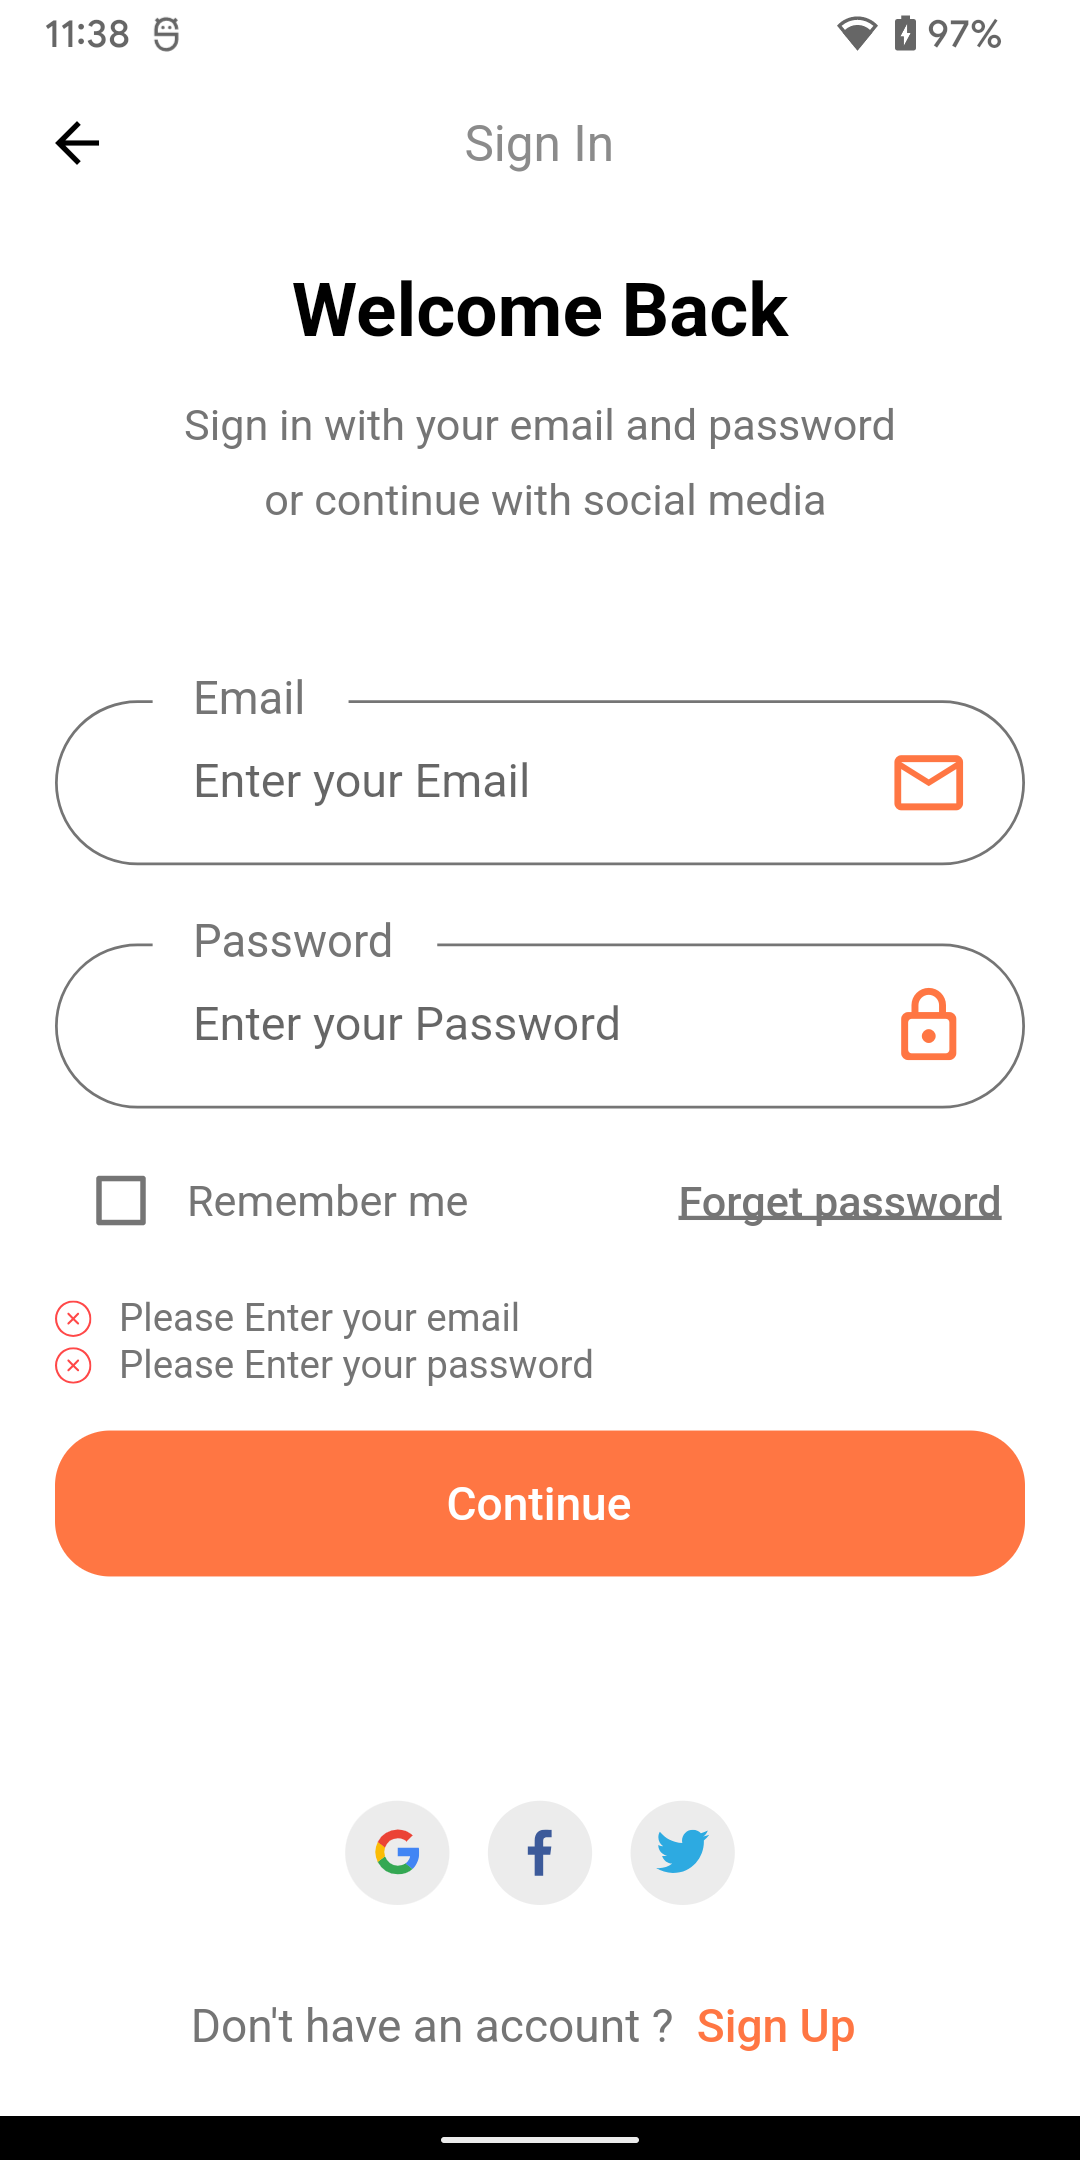 11:38 97%
Sign In
Welcome Back
Sign in with your email and password
or continue with social media
Email
Enter your Email
Password
Enter your Password
Remember me Forget password
Please Enter your email
Please Enter your password
Continue
Don't have an account ? Sign Up